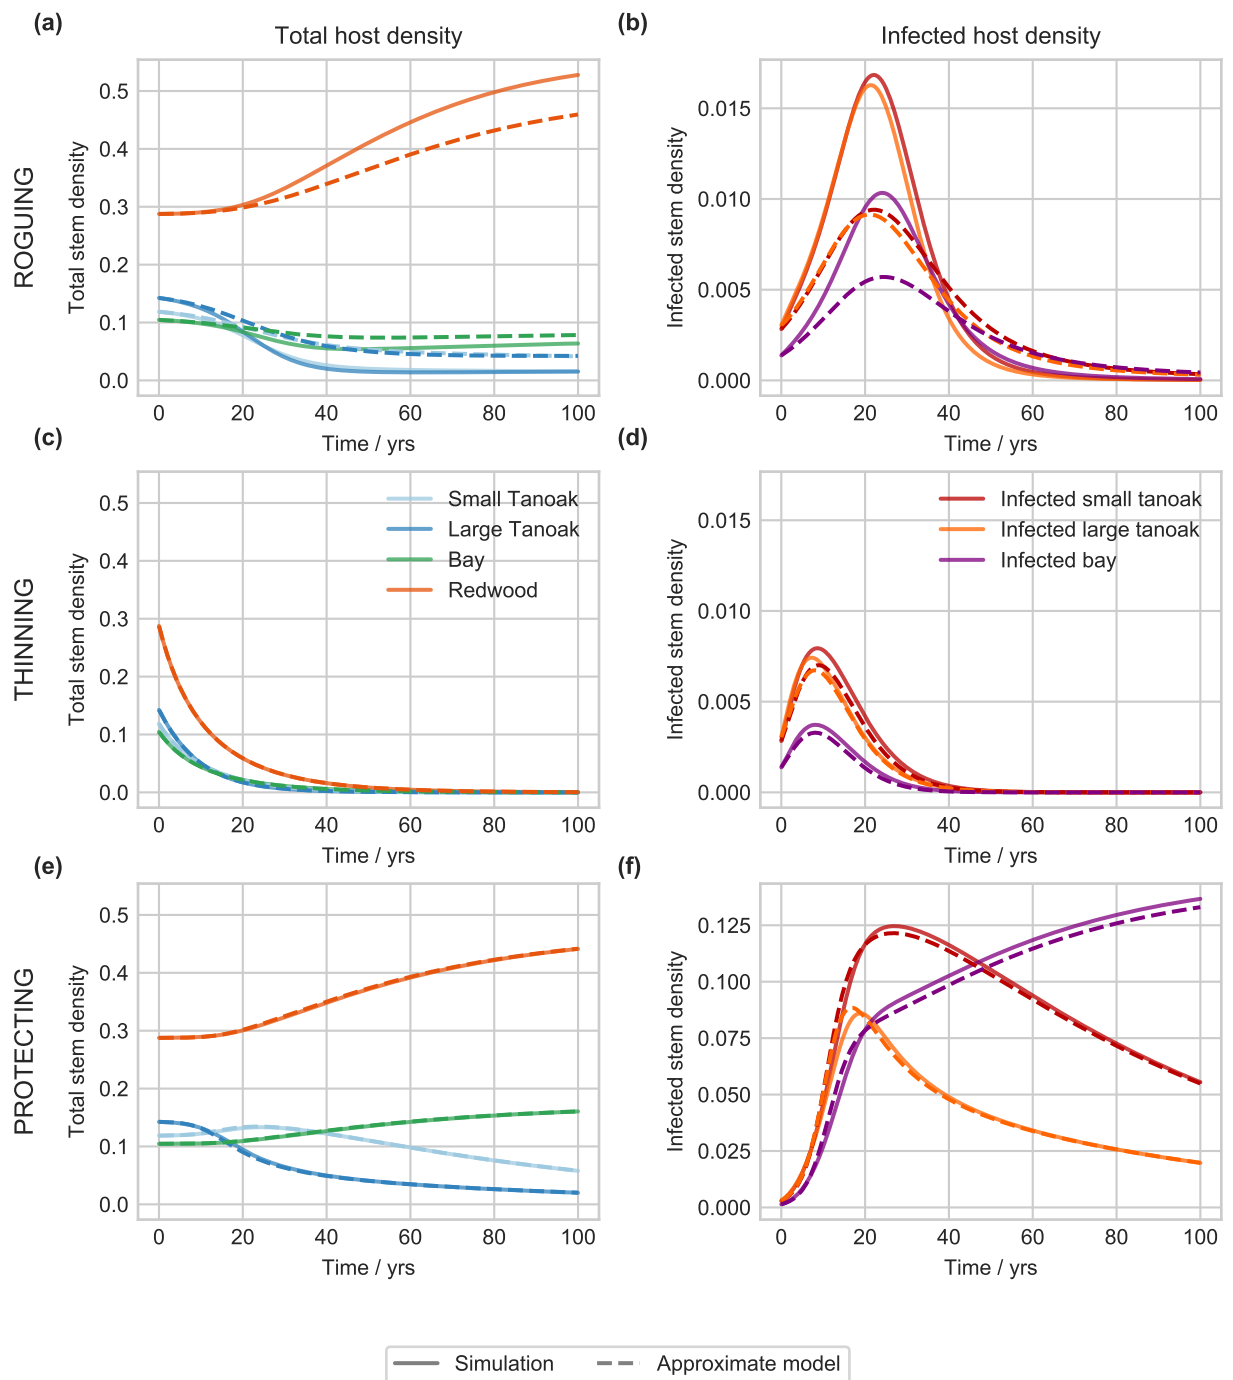 (a)
Total host density
(b)
Infected host density
ROGUING
Total stem density
0.5
0.4
0.3
0.2
0.1
0.0
0 20 40 60 80 100
Time / yrs
Infected stem density
0.015
0.010
0.005
0.000
0 20 40 60 80 100
Time / yrs
(c)
(d)
THINNING
Total stem density
0.5
0.4
0.3
0.2
0.1
0.0
Small Tanoak
Large Tanoak
Bay
Redwood
0 20 40 60 80 100
Time / yrs
Infected stem density
0.015
0.010
0.005
0.000
Infected small tanoak
Infected large tanoak
Infected bay
0 20 40 60 80 100
Time / yrs
(e)
(f)
PROTECTING
Total stem density
0.5
0.4
0.3
0.2
0.1
0.0
0 20 40 60 80 100
Time / yrs
Infected stem density
0.125
0.100
0.075
0.050
0.025
0.000
0 20 40 60 80 100
Time / yrs
Simulation
Approximate model